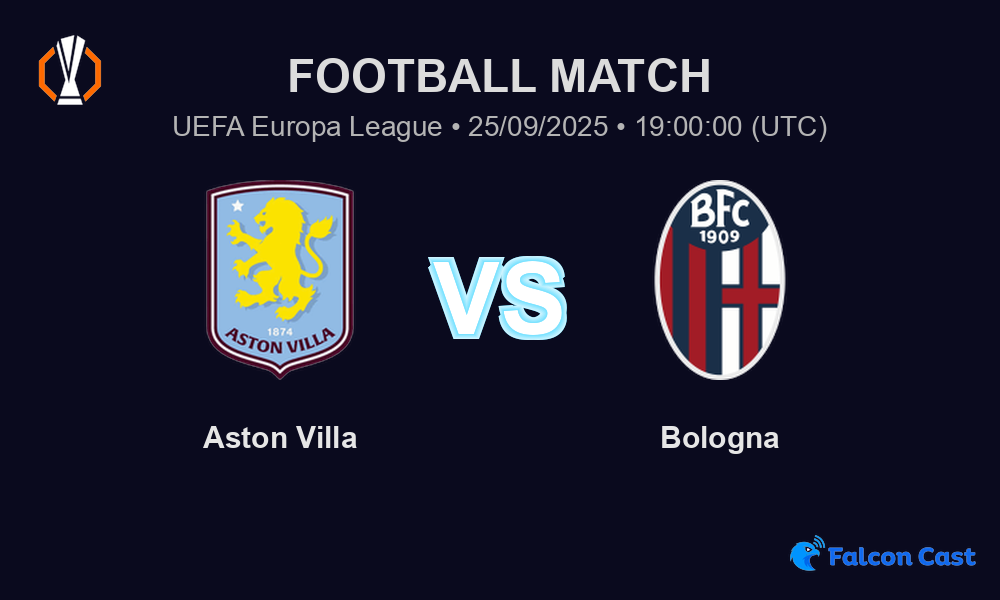 FOOTBALL MATCH
UEFA Europa League • 25/09/2025 • 19:00:00 (UTC)
1874
ASTON VILLA
VS
BFC
1909
Aston Villa
Bologna
Falcon Cast